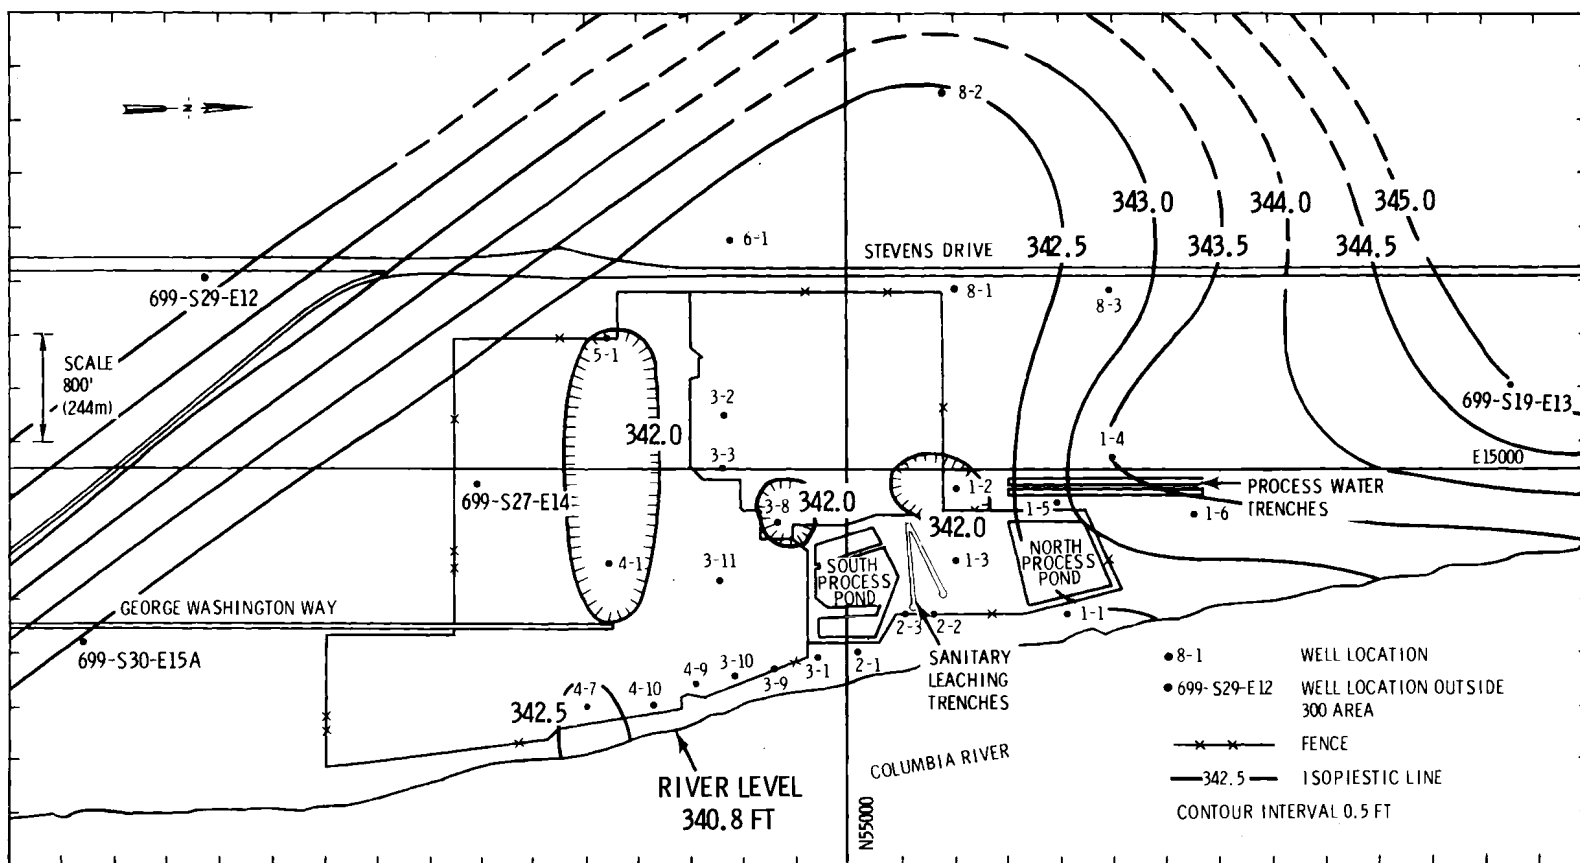 8-2
N
343.0
344.0
345.0
6-1
STEVENS DRIVE
342.5
343.5
344.5
699-S29-E12
8-1
8-3
SCALE
800'
(244m)
5-1
3-2
342.0
699-S19-E13
1-4
3-3
E15000
699-S27-E14
1-2
PROCESS WATER
TRENCHES
3-8
342.0
1-5
1-6
342.0
4-1
3-11
SOUTH
PROCESS
POND
1-3
NORTH
PROCESS
POND
GEORGE WASHINGTON WAY
2-3
2-2
1-1
699-S30-E15A
4-9
3-10
3-9
3-1
2-1
SANITARY
LEACHING
TRENCHES
8-1 WELL LOCATION
699-S29-E12 WELL LOCATION OUTSIDE
300 AREA
342.5
4-7
4-10
FENCE
COLUMBIA RIVER
342.5 ISOPIESTIC LINE
RIVER LEVEL
340.8 FT
N55000
CONTOUR INTERVAL 0.5 FT